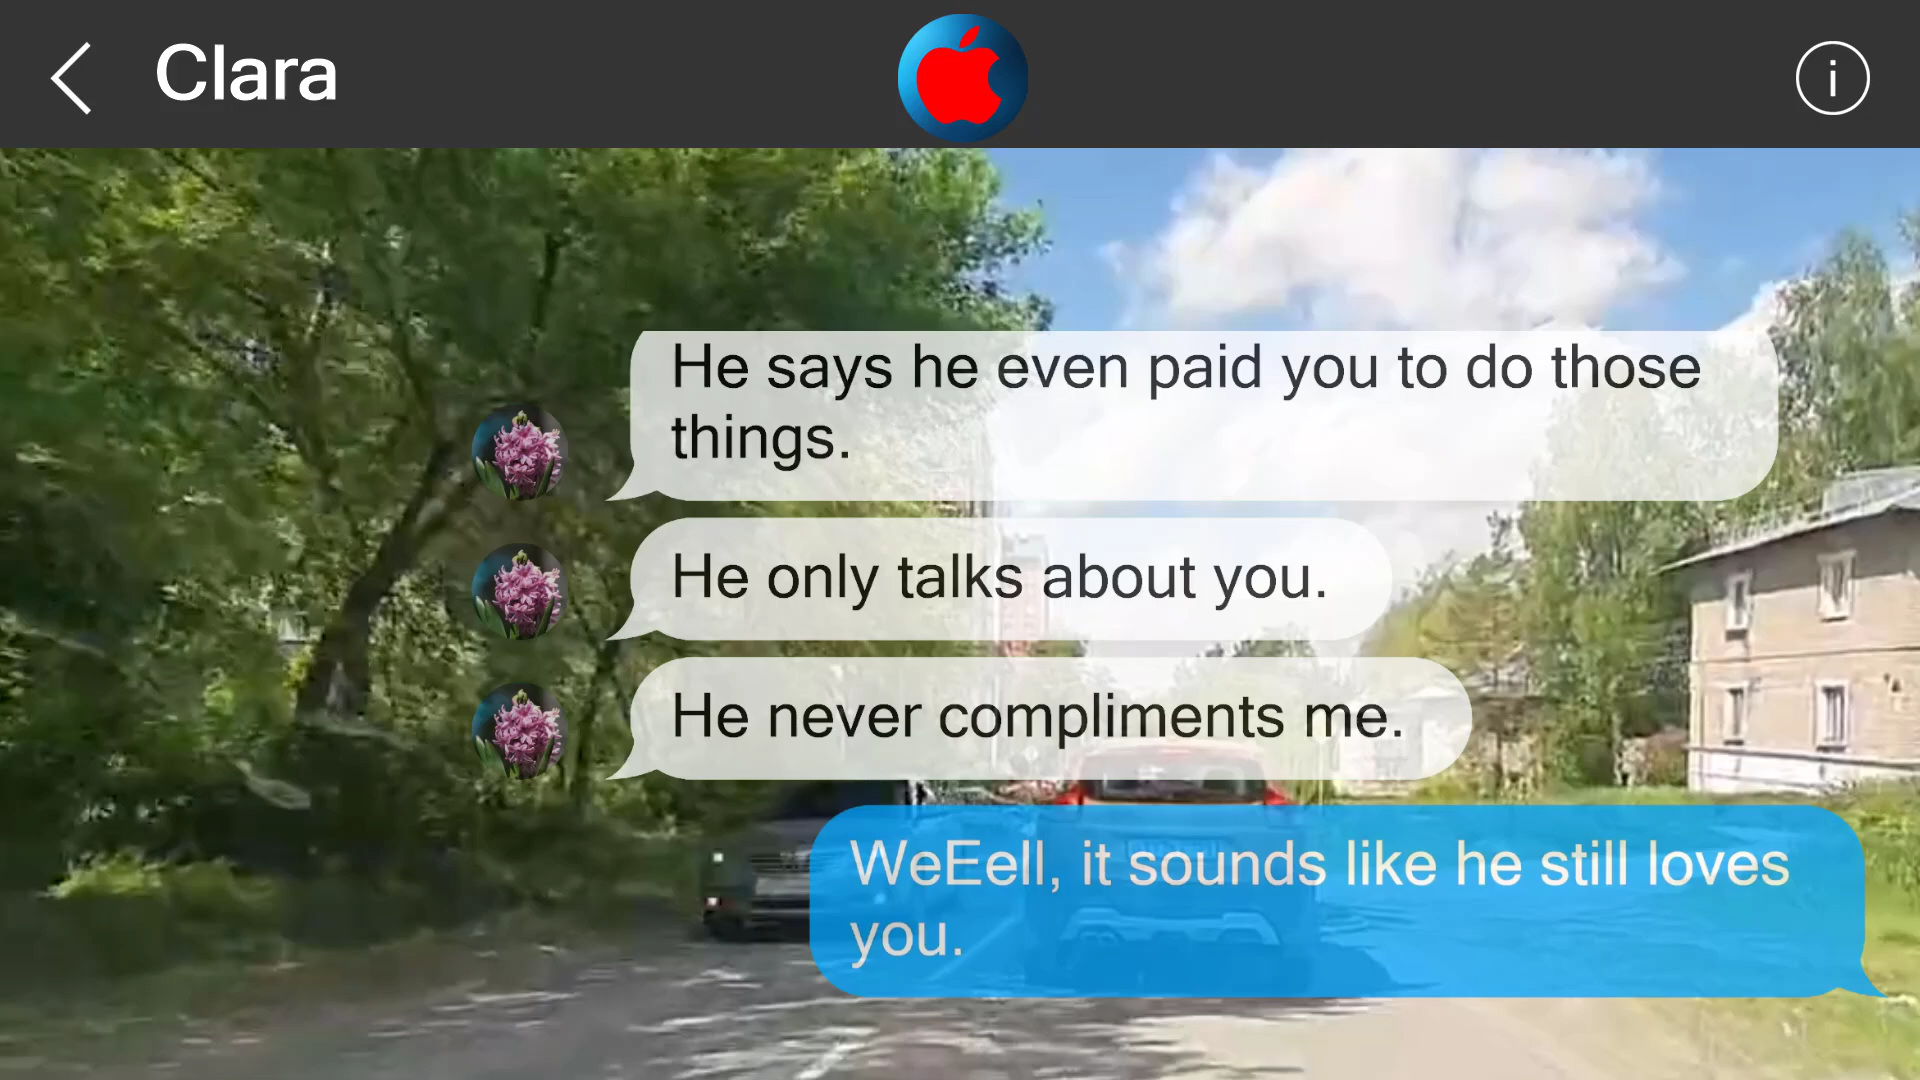 Clara
He says he even paid you to do those
things.
He only talks about you.
He never compliments me.
WeEell, it sounds like he still loves
you.